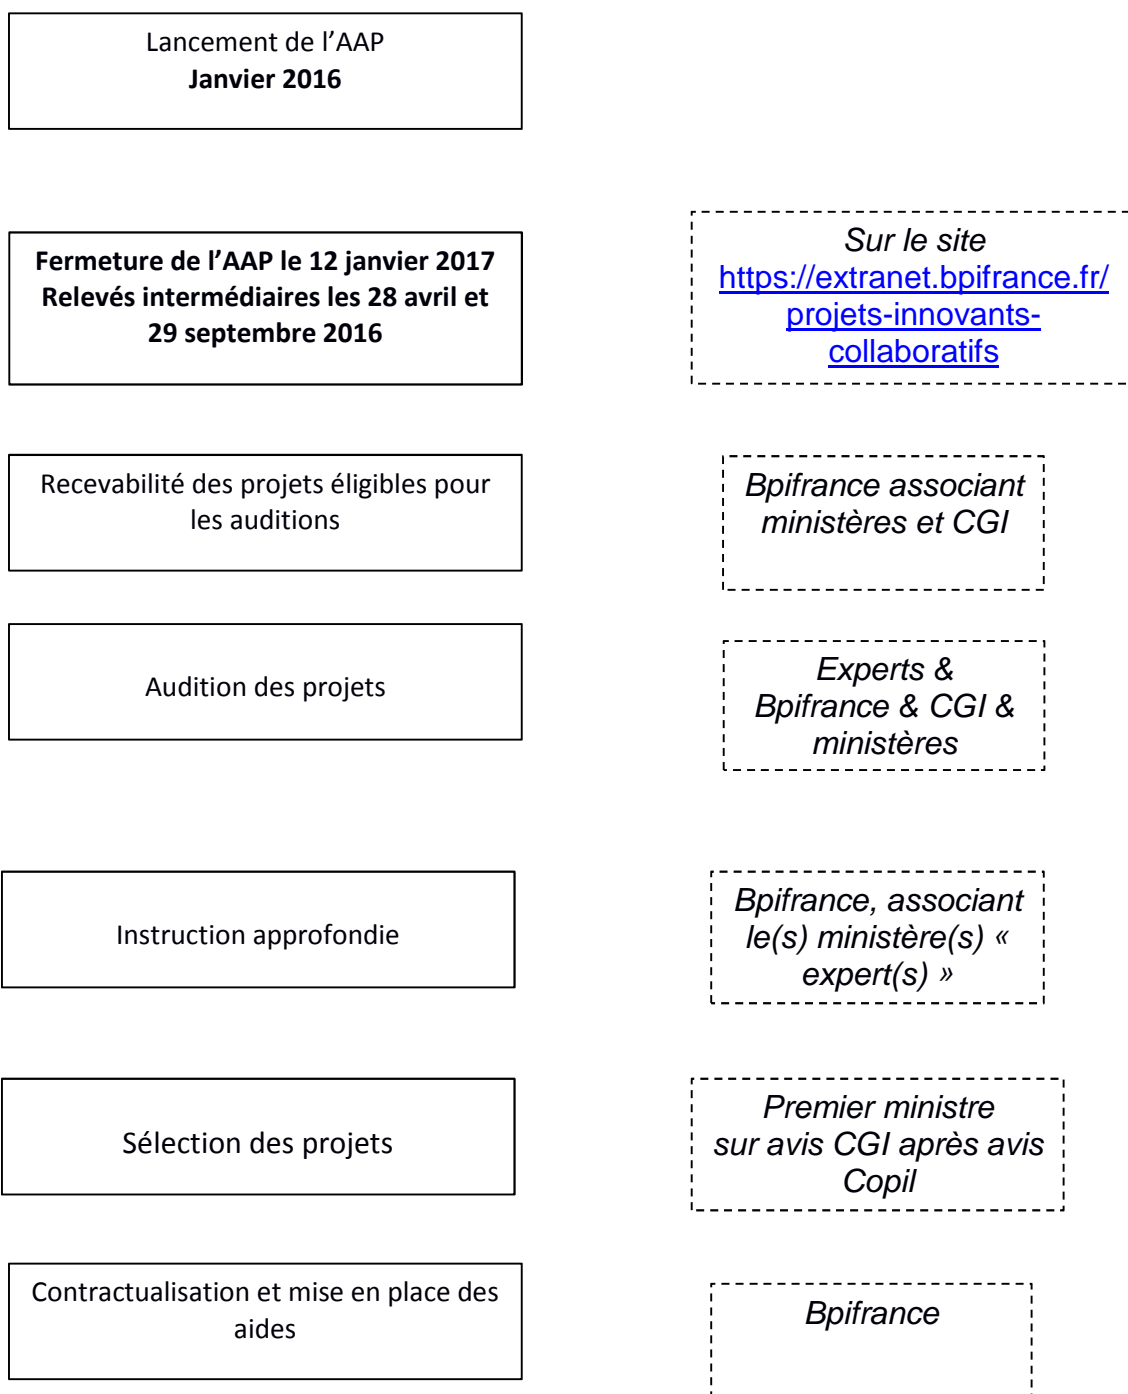 Lancement de l’AAP
Janvier 2016
Fermeture de l’AAP le 12 janvier 2017
Relevés intermédiaires les 28 avril et
29 septembre 2016
Sur le site
https://extranet.bpifrance.fr/
projets-innovants-
collaboratifs
Recevabilité des projets éligibles pour
les auditions
Bpifrance associant
ministères et CGI
Audition des projets
Experts &
Bpifrance & CGI &
ministères
Instruction approfondie
Bpifrance, associant
le(s) ministère(s) «
expert(s) »
Sélection des projets
Premier ministre
sur avis CGI après avis
Copil
Contractualisation et mise en place des
aides
Bpifrance